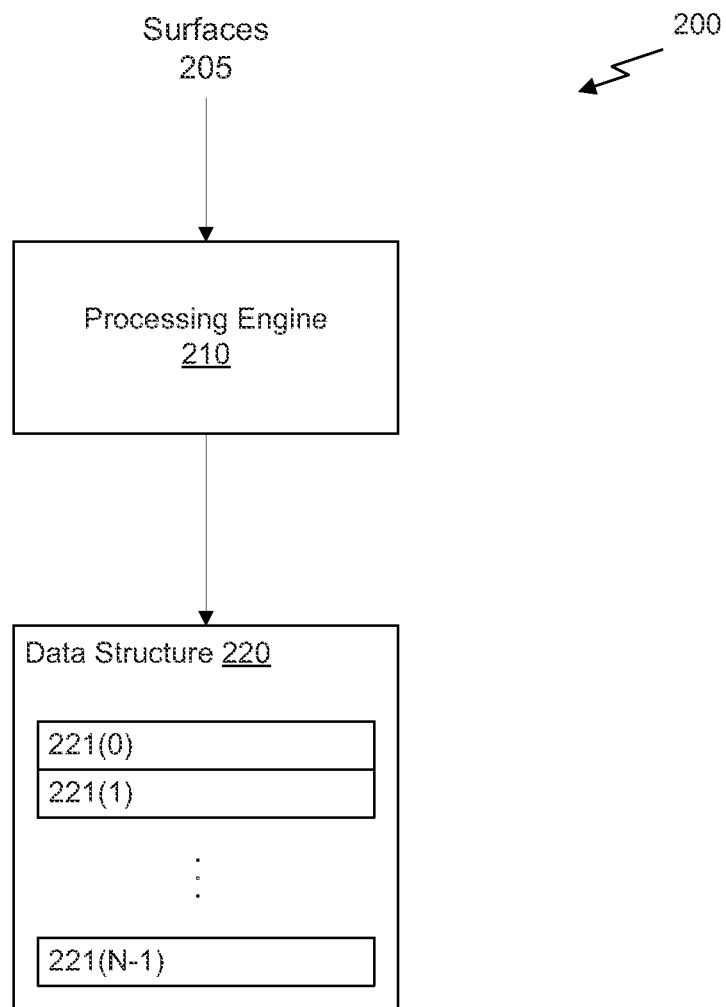 Surfaces
205
200
Processing Engine
210
Data Structure 220
221(0)
221(1)
221(N-1)